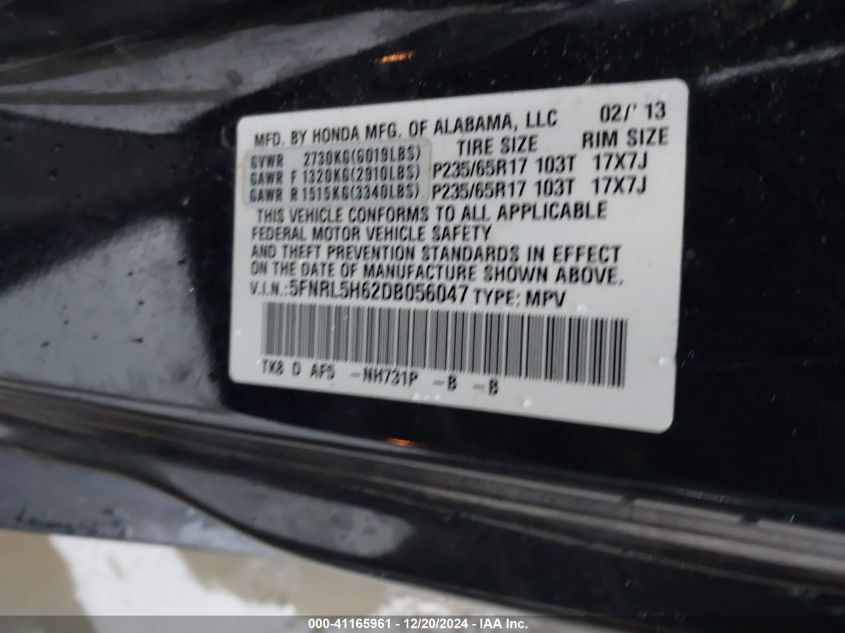 MFD. BY HONDA MFG. OF ALABAMA, LLC 02/' 13
TIRE SIZE RIM SIZE
GVWR 2730KG(6019LBS)
GAWR F 1320KG(2910LBS) P235/65R17 103T 17X7J
GAWR R 1515KG(3340LBS) P235/65R17 103T 17X7J
THIS VEHICLE CONFORMS TO ALL APPLICABLE
FEDERAL MOTOR VEHICLE SAFETY
AND THEFT PREVENTION STANDARDS IN EFFECT
ON THE DATE OF MANUFACTURE SHOWN ABOVE.
V.I.N.:5FNRL5H62DB056047 TYPE: MPV
TK8 D AF5 -NH731P -B -B
000-41165961 - 12/20/2024 - IAA Inc.